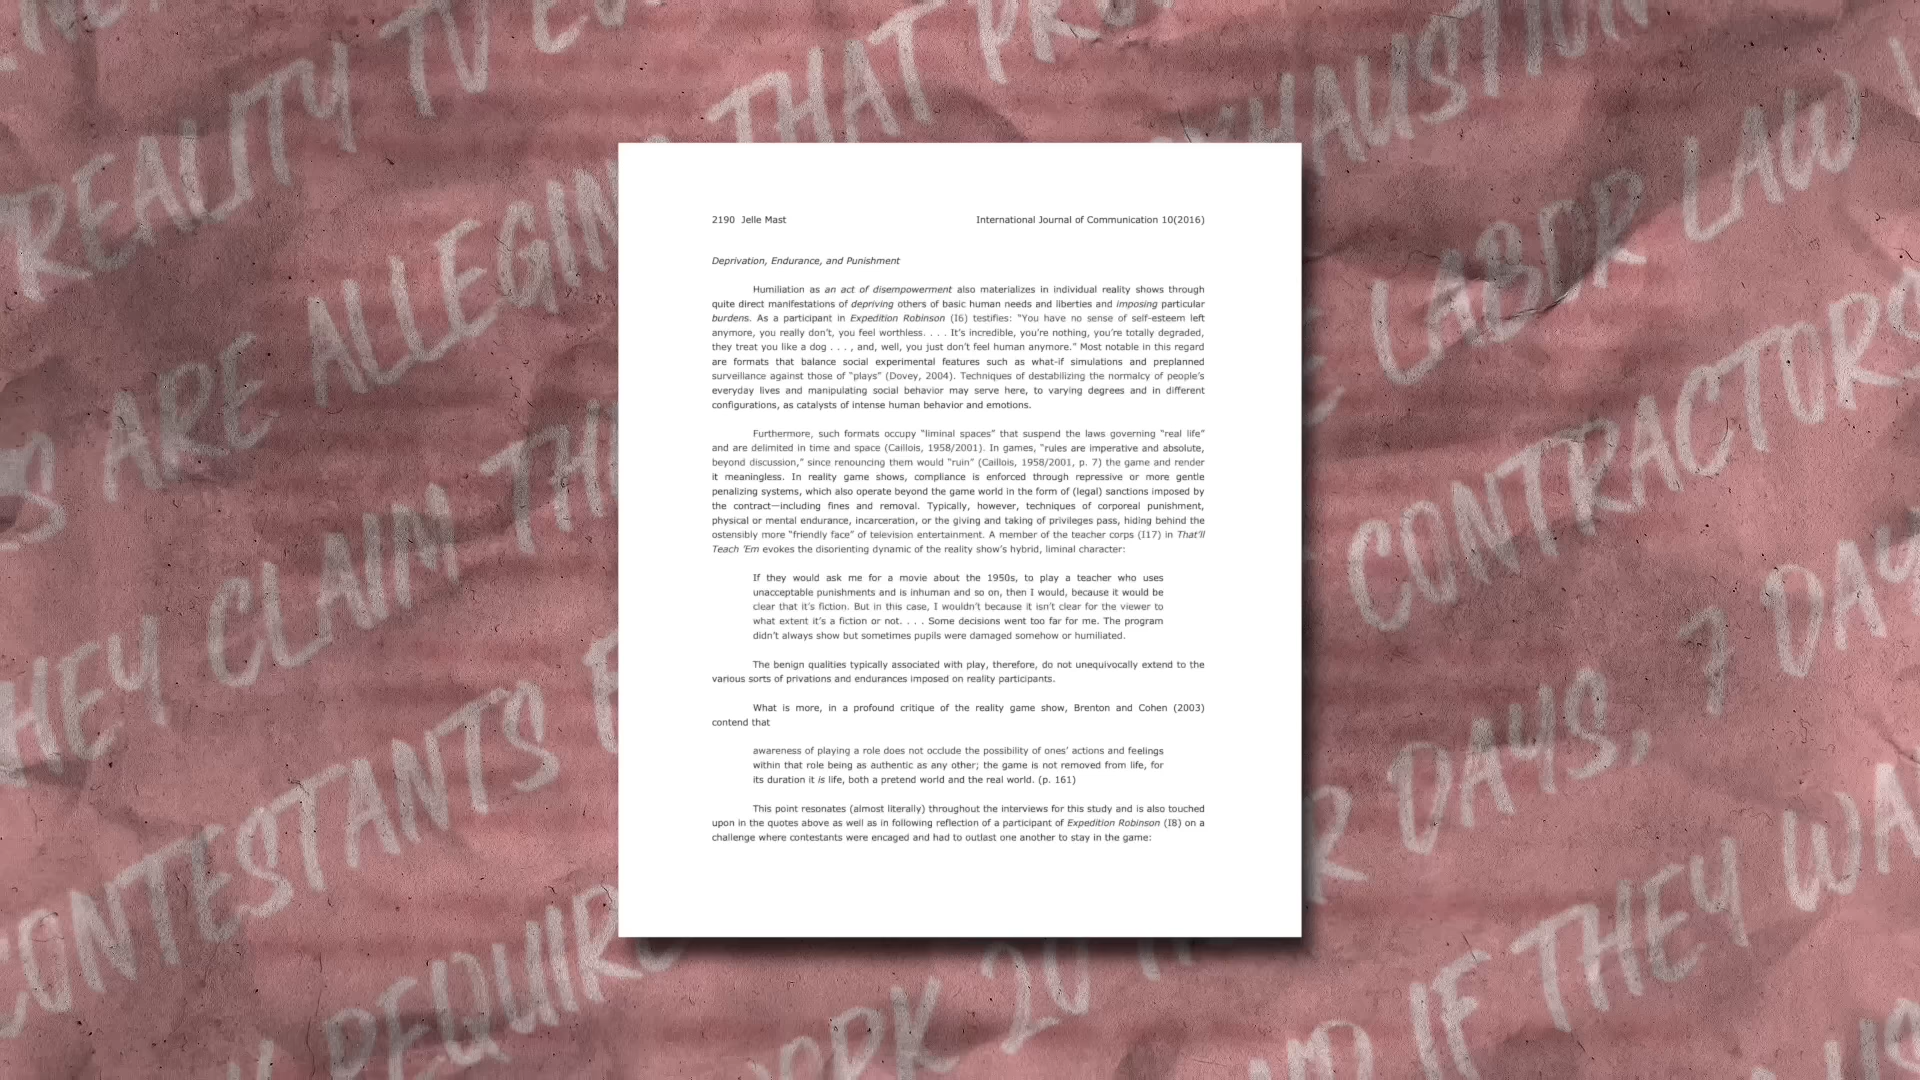 REALITY TV
THAT
EXHAUSTION
ARE ALLEGING
LABOR LAW
THEY CLAIM
CONTRACTORS
CONTESTANTS
DAYS, 7 DAYS
REQUIRE
WORK 20
IF THEY
2190 Jelle Mast International Journal of Communication 10(2016)
Deprivation, Endurance, and Punishment
Humiliation as an act of disempowerment also materializes in individual reality shows through
quite direct manifestations of depriving others of basic human needs and liberties and imposing particular
burdens. As a participant in Expedition Robinson (I6) testifies: “You have no sense of self-esteem left
anymore, you really don’t, you feel worthless. . . . It’s incredible, you’re nothing, you’re totally degraded,
they treat you like a dog . . . , and, well, you just don’t feel human anymore.” Most notable in this regard
are formats that balance social experimental features such as what-if simulations and preplanned
surveillance against those of “plays” (Dovey, 2004). Techniques of destabilizing the normalcy of people’s
everyday lives and manipulating social behavior may serve here, to varying degrees and in different
configurations, as catalysts of intense human behavior and emotions.
Furthermore, such formats occupy “liminal spaces” that suspend the laws governing “real life”
and are delimited in time and space (Caillois, 1958/2001). In games, “rules are imperative and absolute,
beyond discussion,” since renouncing them would “ruin” (Caillois, 1958/2001, p. 7) the game and render
it meaningless. In reality game shows, compliance is enforced through repressive or more gentle
penalizing systems, which also operate beyond the game world in the form of (legal) sanctions imposed by
the contract—including fines and removal. Typically, however, techniques of corporeal punishment,
physical or mental endurance, incarceration, or the giving and taking of privileges pass, hiding behind the
ostensibly more “friendly face” of television entertainment. A member of the teacher corps (I17) in That’ll
Teach ’Em evokes the disorienting dynamic of the reality show’s hybrid, liminal character:
If they would ask me for a movie about the 1950s, to play a teacher who uses
unacceptable punishments and is inhuman and so on, then I would, because it would be
clear that it’s fiction. But in this case, I wouldn’t because it isn’t clear for the viewer to
what extent it’s a fiction or not. . . . Some decisions went too far for me. The program
didn’t always show but sometimes pupils were damaged somehow or humiliated.
The benign qualities typically associated with play, therefore, do not unequivocally extend to the
various sorts of privations and endurances imposed on reality participants.
What is more, in a profound critique of the reality game show, Brenton and Cohen (2003)
contend that
awareness of playing a role does not occlude the possibility of ones’ actions and feelings
within that role being as authentic as any other; the game is not removed from life, for
its duration it is life, both a pretend world and the real world. (p. 161)
This point resonates (almost literally) throughout the interviews for this study and is also touched
upon in the quotes above as well as in following reflection of a participant of Expedition Robinson (I8) on a
challenge where contestants were encaged and had to outlast one another to stay in the game: